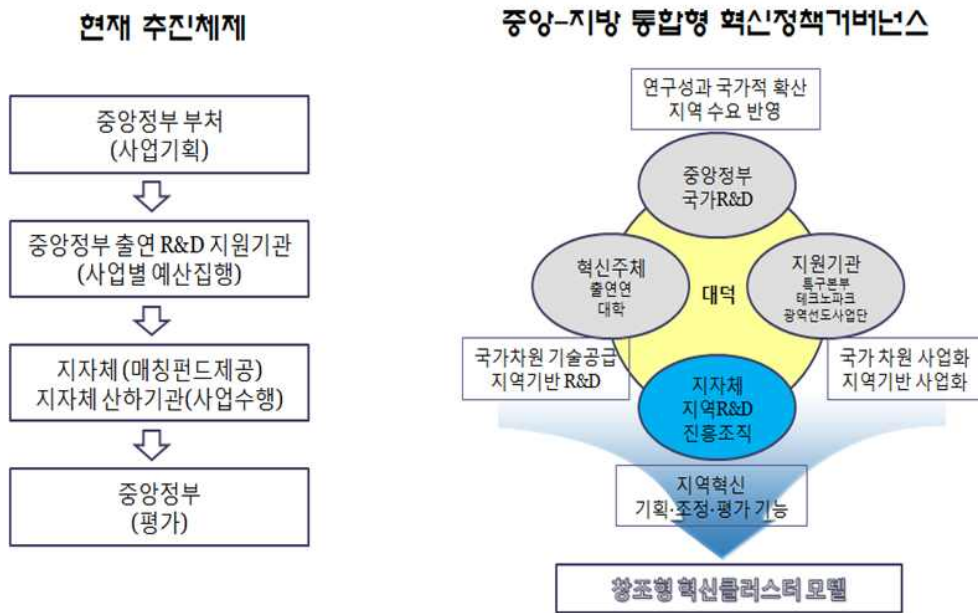 현재 추진체제
중앙정부 부처
(사업기획)
중앙정부 출연 R&D 지원기관
(사업별 예산집행)
지자체 (매칭펀드제공)
지자체 산하기관(사업수행)
중앙정부
(평가)
중앙-지방 통합형 혁신정책거버넌스
연구성과 국가적 확산
지역 수요 반영
중앙정부
국가R&D
혁신주체
출연연
대학
대덕
지원기관
특구본부
테크노파크
광역선도사업단
국가차원 기술공급
지역기반 R&D
국가 차원 사업화
지역기반 사업화
지자체
지역R&D
진흥조직
지역혁신
기획·조정·평가 기능
창조형 혁신클러스터 모델